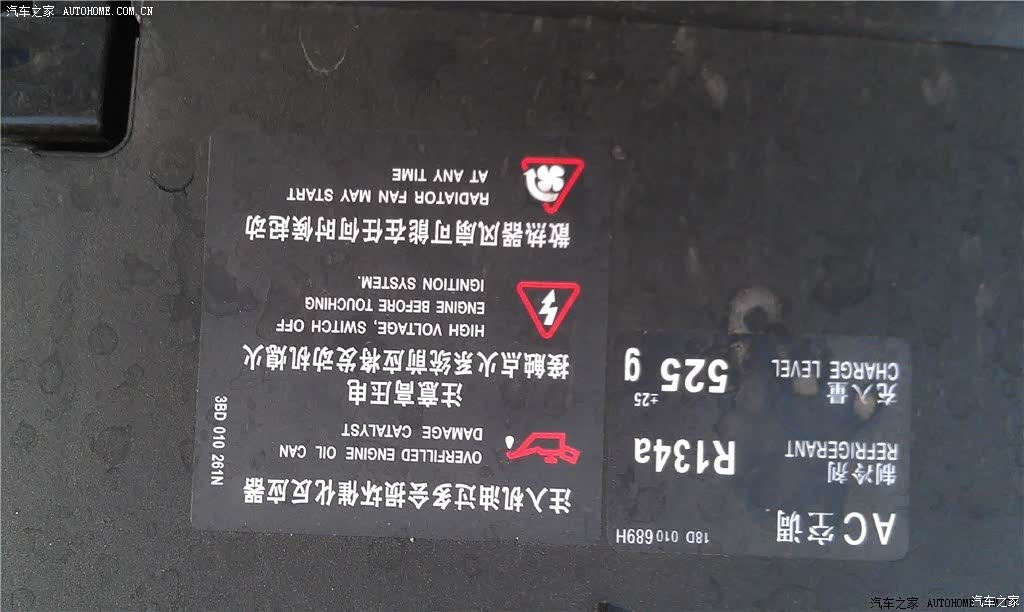 汽车之家 AUTOHOME.COM.CN
AC 空调
18D 010 689H
制冷剂
REFRIGERANT
R134a
充入量
CHARGE LEVEL
525 g
±25
注入机油过多会损坏催化反应器
OVERFILLED ENGINE OIL CAN
DAMAGE CATALYST
注意高压电
接触点火系统前应将发动机熄火
HIGH VOLTAGE, SWITCH OFF
ENGINE BEFORE TOUCHING
IGNITION SYSTEM.
散热器风扇可能在任何时候起动
RADIATOR FAN MAY START
AT ANY TIME
3BD 010 261N
汽车之家 AUTOHOME.COM.CN
汽车之家